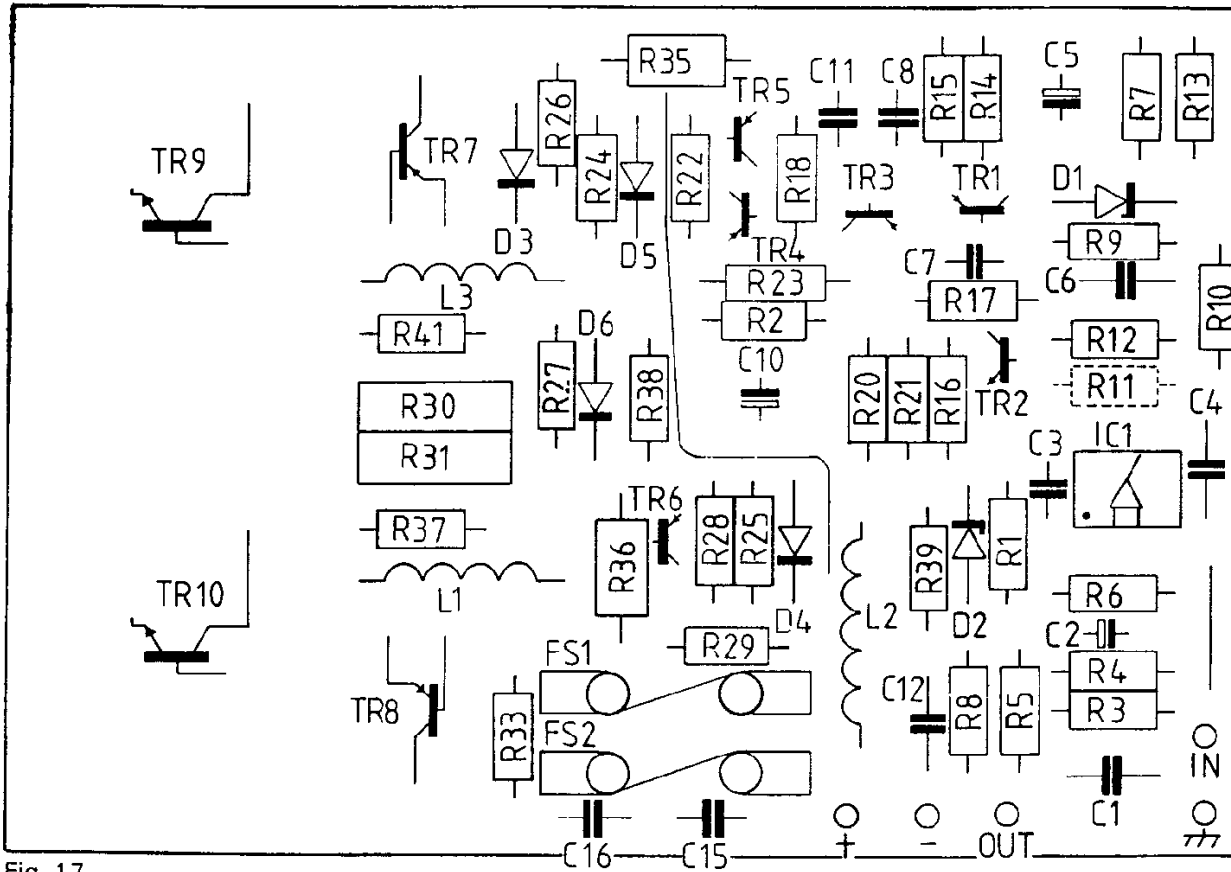 R35
C11
C8
R15
R14
C5
R7
R13
R26
TR5
TR9
TR7
R24
R22
R18
TR3
TR1
D1
D3
D5
TR4
R9
C7
C6
L3
R23
R17
R10
R41
D6
R2
R12
C10
R11
R30
R27
R38
R20
R21
R16
TR2
C4
R31
C3
IC1
TR6
R37
R36
R28
R25
R39
R1
TR10
L1
R6
D4
L2
D2
C2
R29
FS1
R4
TR8
C12
R8
R5
R3
R33
FS2
IN
C1
C16
C15
+
-
OUT
Fig. 17